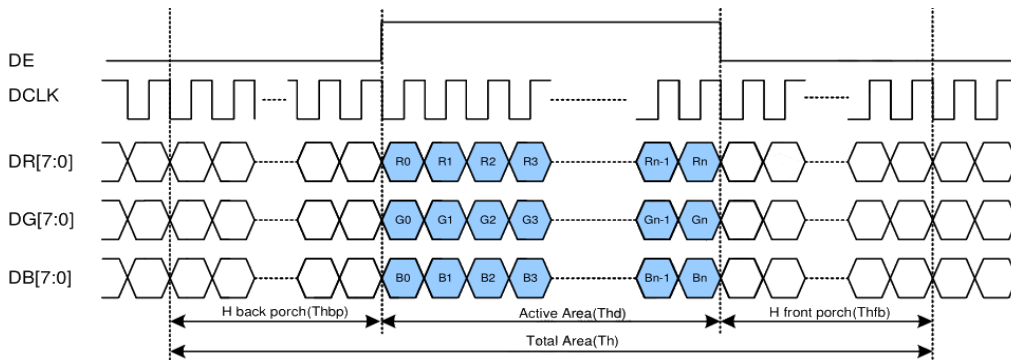 DE
DCLK
DR[7:0]
R0 R1 R2 R3 Rn-1 Rn
DG[7:0]
G0 G1 G2 G3 Gn-1 Gn
DB[7:0]
B0 B1 B2 B3 Bn-1 Bn
H back porch(Thbp) Active Area(Thd) H front porch(Thfb)
Total Area(Th)